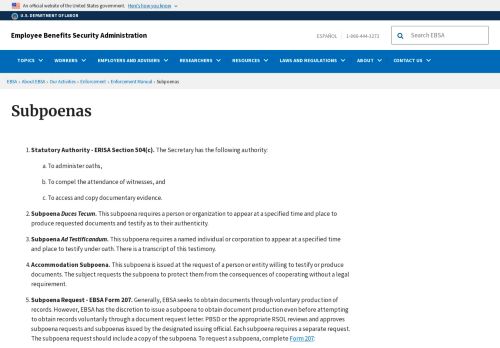 An official website of the United States government. Here's how you know
U.S. DEPARTMENT OF LABOR
Employee Benefits Security Administration
ESPAÑOL | 1-866-444-3272
Search EBSA
TOPICS WORKERS EMPLOYERS AND ADVISERS RESEARCHERS RESOURCES LAWS AND REGULATIONS ABOUT CONTACT US
EBSA › About EBSA › Our Activities › Enforcement › Enforcement Manual › Subpoenas
Subpoenas
1. Statutory Authority - ERISA Section 504(c). The Secretary has the following authority:
a. To administer oaths,
b. To compel the attendance of witnesses, and
c. To access and copy documentary evidence.
2. Subpoena Duces Tecum. This subpoena requires a person or organization to appear at a specified time and place to
produce requested documents and testify as to their authenticity.
3. Subpoena Ad Testificandum. This subpoena requires a named individual or corporation to appear at a specified time
and place to testify under oath. There is a transcript of this testimony.
4. Accommodation Subpoena. This subpoena is issued at the request of a person or entity willing to testify or produce
documents. The subject requests the subpoena to protect them from the consequences of cooperating without a legal
requirement.
5. Subpoena Request - EBSA Form 207. Generally, EBSA seeks to obtain documents through voluntary production of
records. However, EBSA has the discretion to issue a subpoena to obtain document production even before attempting
to obtain records voluntarily through a document request letter. PBSO or the appropriate RSOL reviews and approves
subpoena requests and subpoenas issued by the designated issuing official. Each subpoena requires a separate request.
The subpoena request should include a copy of the subpoena. To request a subpoena, complete Form 207: